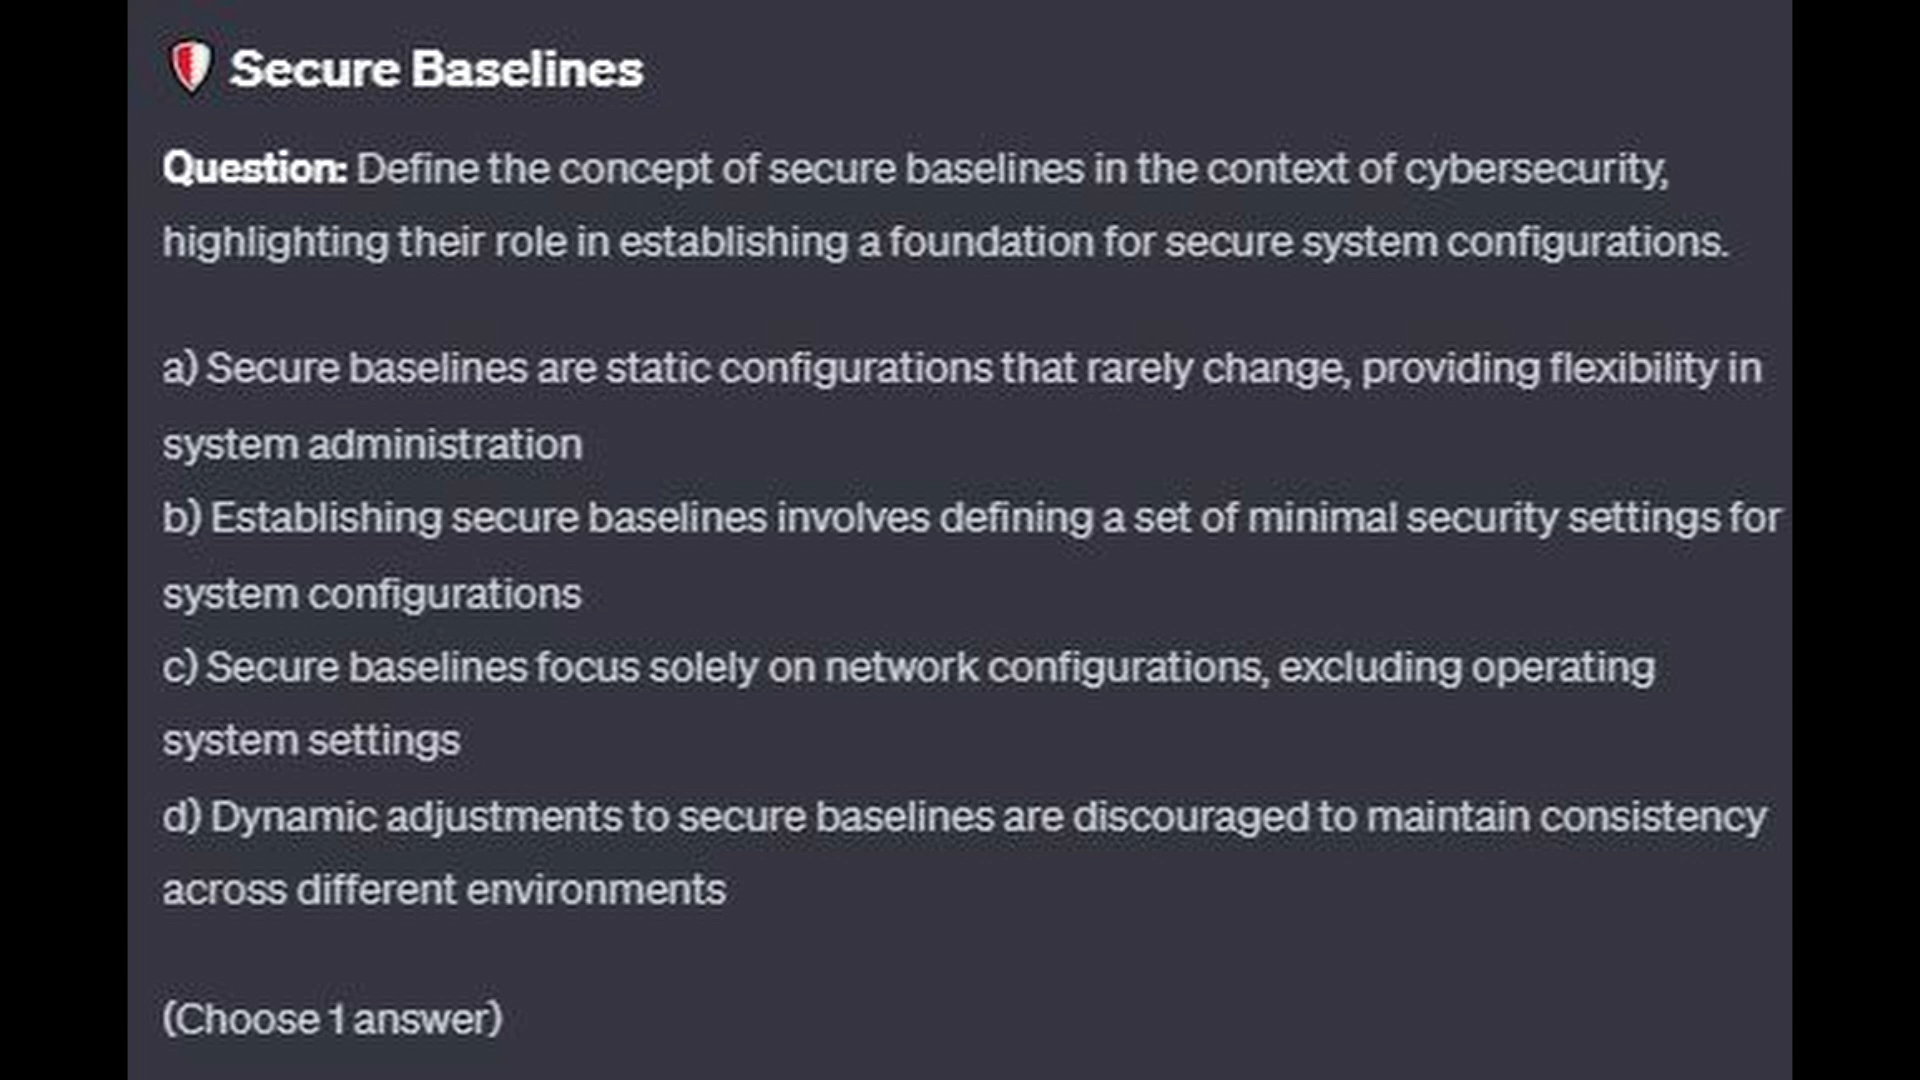 Secure Baselines
Question: Define the concept of secure baselines in the context of cybersecurity,
highlighting their role in establishing a foundation for secure system configurations.
a) Secure baselines are static configurations that rarely change, providing flexibility in
system administration
b) Establishing secure baselines involves defining a set of minimal security settings for
system configurations
c) Secure baselines focus solely on network configurations, excluding operating
system settings
d) Dynamic adjustments to secure baselines are discouraged to maintain consistency
across different environments
(Choose 1 answer)